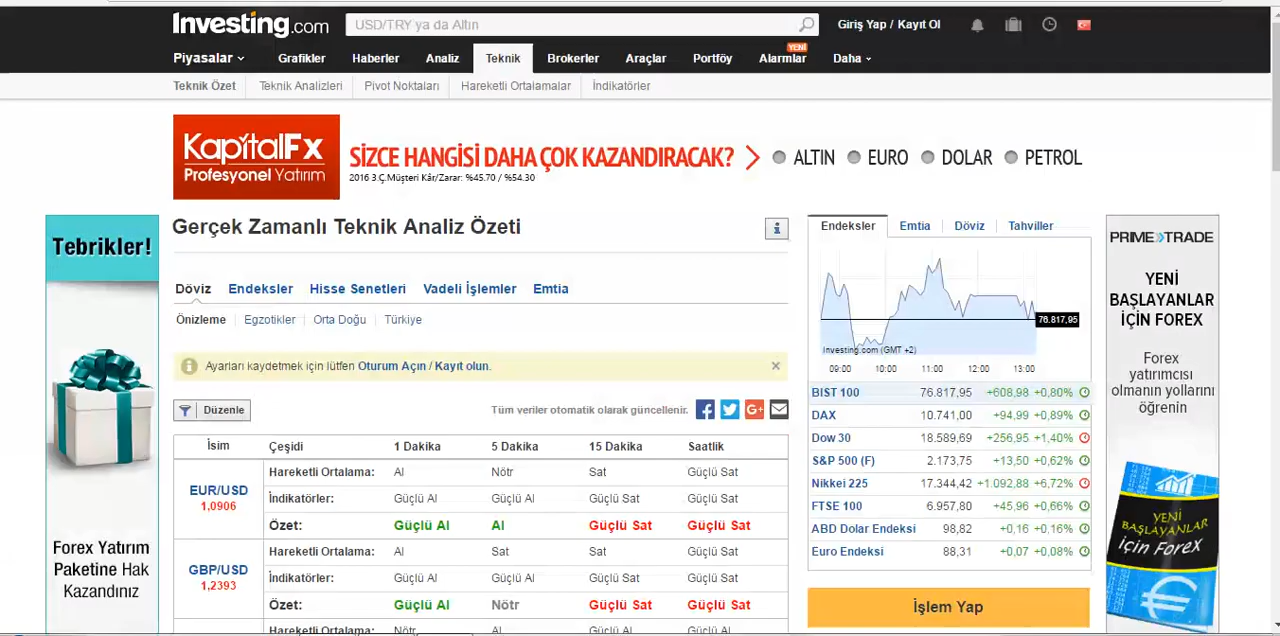 Investing.com
USD/TRY ya da Altın
Giriş Yap / Kayıt Ol
Piyasalar Grafikler Haberler Analiz Teknik Brokerler Araçlar Portföy Alarmlar YENİ Daha
Teknik Özet Teknik Analizleri Pivot Noktaları Hareketli Ortalamalar İndikatörler
KapitalFx
Profesyonel Yatırım
SİZCE HANGİSİ DAHA ÇOK KAZANDIRACAK?
2016 3.Ç.Müşteri Kâr/Zarar: %45.70 / %54.30
ALTIN EURO DOLAR PETROL
Tebrikler!
Forex Yatırım
Paketine Hak
Kazandınız
Gerçek Zamanlı Teknik Analiz Özeti
Döviz Endeksler Hisse Senetleri Vadeli İşlemler Emtia
Önizleme Egzotikler Orta Doğu Türkiye
Ayarları kaydetmek için lütfen Oturum Açın / Kayıt olun.
Düzenle
Tüm veriler otomatik olarak güncellenir.
İsim Çeşidi 1 Dakika 5 Dakika 15 Dakika Saatlik
EUR/USD
1,0906
Hareketli Ortalama: Al Nötr Sat Güçlü Sat
İndikatörler: Güçlü Al Güçlü Al Güçlü Sat Güçlü Sat
Özet: Güçlü Al Al Güçlü Sat Güçlü Sat
GBP/USD
1,2393
Hareketli Ortalama: Al Sat Sat Güçlü Sat
İndikatörler: Güçlü Al Güçlü Al Güçlü Sat Güçlü Sat
Özet: Güçlü Al Nötr Güçlü Sat Güçlü Sat
Hareketli Ortalama: Nötr Al Güçlü Al Güçlü Al
Endeksler Emtia Döviz Tahviller
76.817,95
Investing.com (GMT +2)
09:00 10:00 11:00 12:00 13:00
BIST 100 76.817,95 +608,98 +0,80%
DAX 10.741,00 +94,99 +0,89%
Dow 30 18.589,69 +256,95 +1,40%
S&P 500 (F) 2.173,75 +13,50 +0,62%
Nikkei 225 17.344,42 +1.092,88 +6,72%
FTSE 100 6.957,80 +45,96 +0,66%
ABD Dolar Endeksi 98,82 +0,16 +0,16%
Euro Endeksi 88,31 +0,07 +0,08%
İşlem Yap
PRIME TRADE
YENİ
BAŞLAYANLAR
İÇİN FOREX
Forex
yatırımcısı
olmanın yollarını
öğrenin
YENİ
BAŞLAYANLAR
İçin Forex